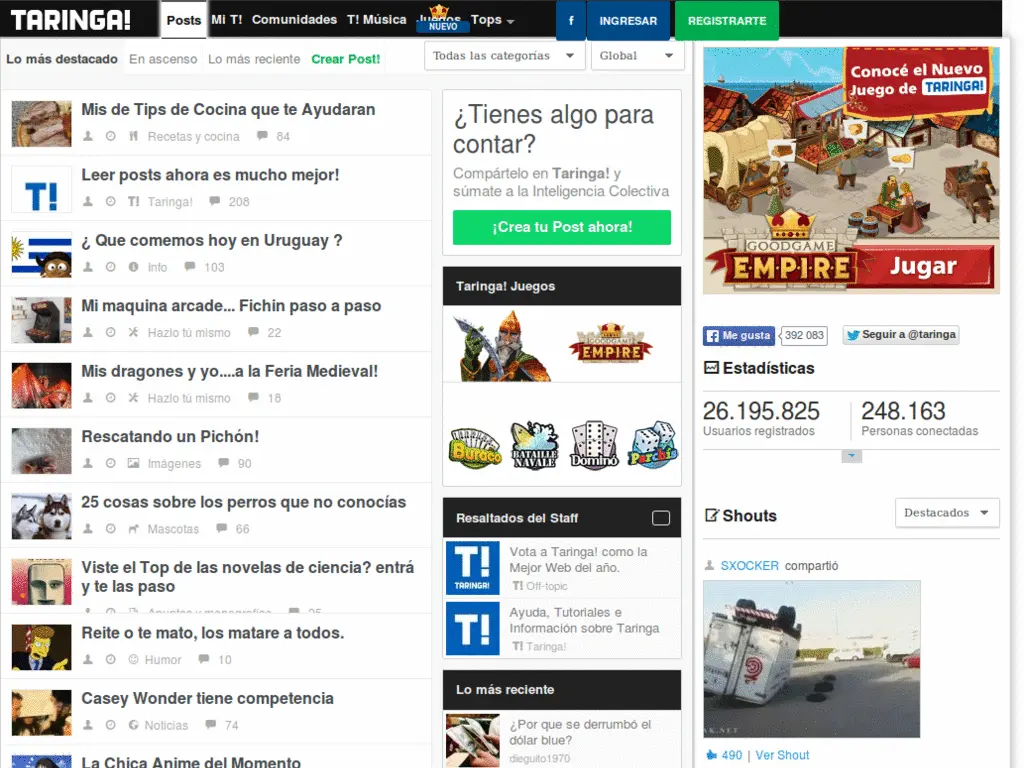 TARINGA!
Posts
Mi T!
Comunidades
T! Música
Juegos
NUEVO
Tops
f
INGRESAR
REGISTRARTE
Lo más destacado
En ascenso
Lo más reciente
Crear Post!
Todas las categorías
Global
Mis de Tips de Cocina que te Ayudaran
Recetas y cocina
64
T!
Leer posts ahora es mucho mejor!
T! Taringa!
208
¿ Que comemos hoy en Uruguay ?
Info
103
Mi maquina arcade... Fichin paso a paso
Hazlo tú mismo
22
Mis dragones y yo....a la Feria Medieval!
Hazlo tú mismo
18
Rescatando un Pichón!
Imágenes
90
25 cosas sobre los perros que no conocías
Mascotas
66
Viste el Top de las novelas de ciencia? entrá
y te las paso
Apuntes y monografías
25
Reite o te mato, los matare a todos.
Humor
10
Casey Wonder tiene competencia
Noticias
74
La Chica Anime del Momento
¿Tienes algo para
contar?
Compártelo en Taringa! y
súmate a la Inteligencia Colectiva
¡Crea tu Post ahora!
Taringa! Juegos
GOODGAME
EMPIRE
Buraco
BATAILLE
NAVALE
Dominó
Parchís
Resaltados del Staff
T!
TARINGA!
Vota a Taringa! como la
Mejor Web del año.
T! Off-topic
T!
Ayuda, Tutoriales e
Información sobre Taringa
T! Taringa!
Lo más reciente
¿Por que se derrumbó el
dólar blue?
dieguito1970
Conocé el Nuevo
Juego de TARINGA!
GOODGAME
EMPIRE
Jugar
Me gusta
392 083
Seguir a @taringa
Estadísticas
26.195.825
Usuarios registrados
248.163
Personas conectadas
Shouts
Destacados
SXOCKER compartió
490 | Ver Shout